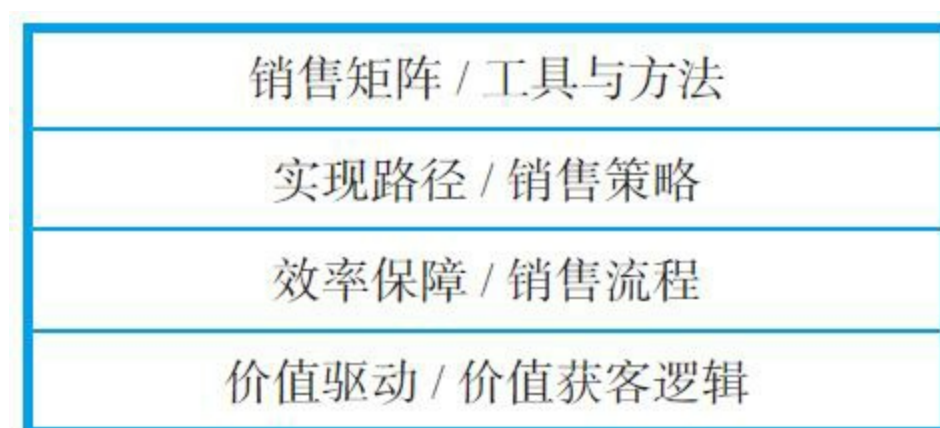 销售矩阵 / 工具与方法
实现路径 / 销售策略
效率保障 / 销售流程
价值驱动 / 价值获客逻辑